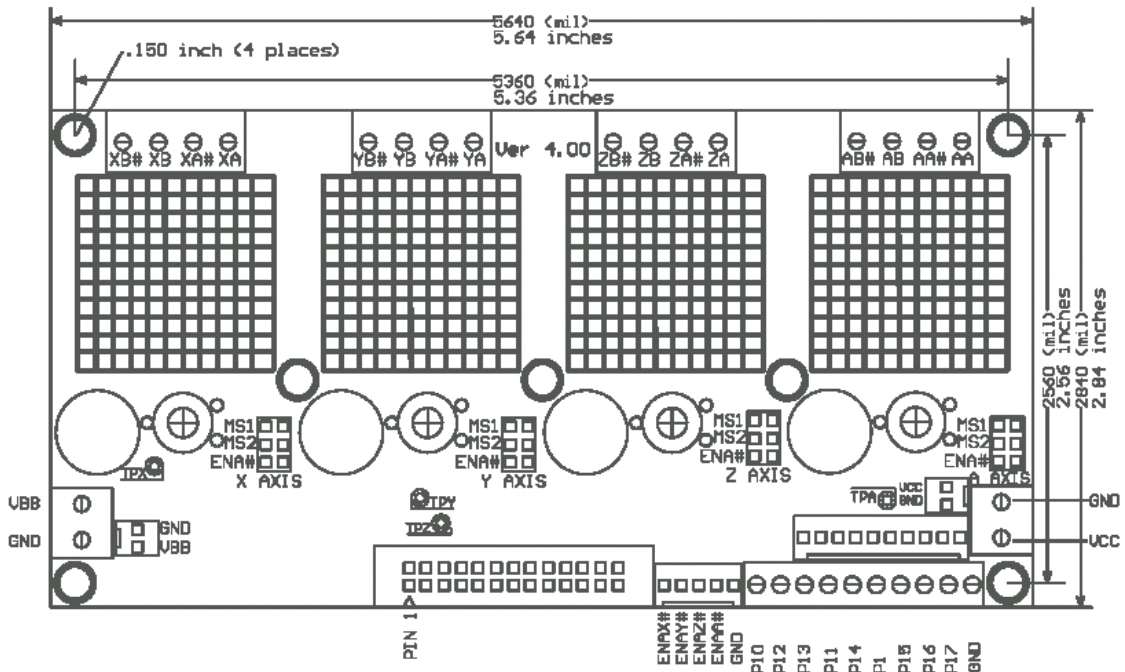 5640 (mil)
5.64 inches
.150 inch (4 places)
5360 (mil)
5.36 inches
XB# XB XA# XA
YB# YB YA# YA
Ver 4.00
ZB# ZB ZA# ZA
AB# AB AA# AA
2560 (mil)
2.56 inches
2840 (mil)
2.84 inches
MS1
MS2
ENA#
X AXIS
MS1
MS2
ENA#
Y AXIS
MS1
MS2
ENA#
Z AXIS
MS1
MS2
ENA#
A AXIS
TPX
TPY
TPZ
TPA
VCC
GND
VBB
GND
GND
VBB
GND
VCC
PIN 1
ENAX#
ENAY#
ENAZ#
ENAA#
GND
P10
P12
P13
P11
P14
P1
P15
P16
P17
GND